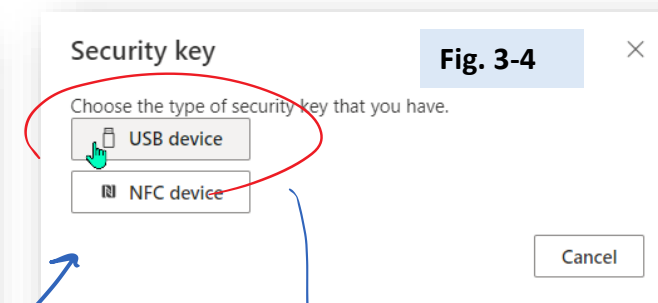 Security key
Fig. 3-4
Choose the type of security key that you have.
USB device
NFC device
Cancel